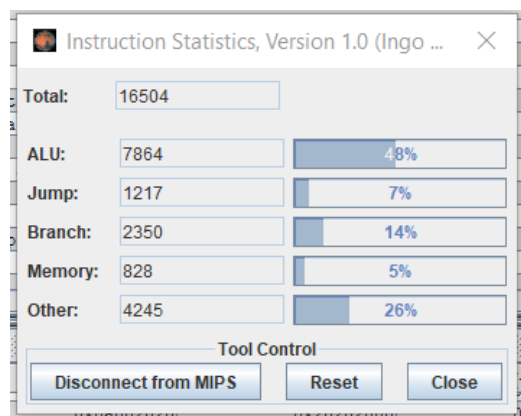 Instruction Statistics, Version 1.0 (Ingo ...
Total: 16504
ALU: 7864 48%
Jump: 1217 7%
Branch: 2350 14%
Memory: 828 5%
Other: 4245 26%
Tool Control
Disconnect from MIPS Reset Close